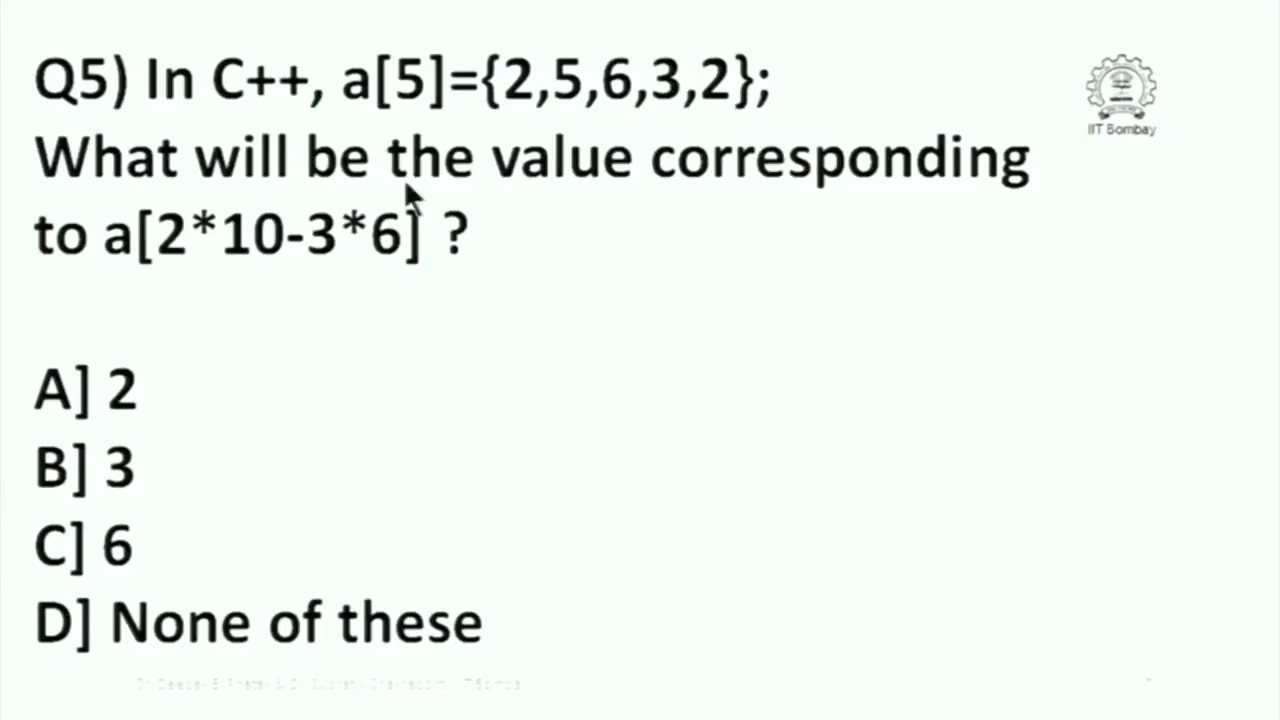 Q5) In C++, a[5]={2,5,6,3,2};
IIT Bombay
What will be the value corresponding
to a[2*10-3*6] ?
A] 2
B] 3
C] 6
D] None of these